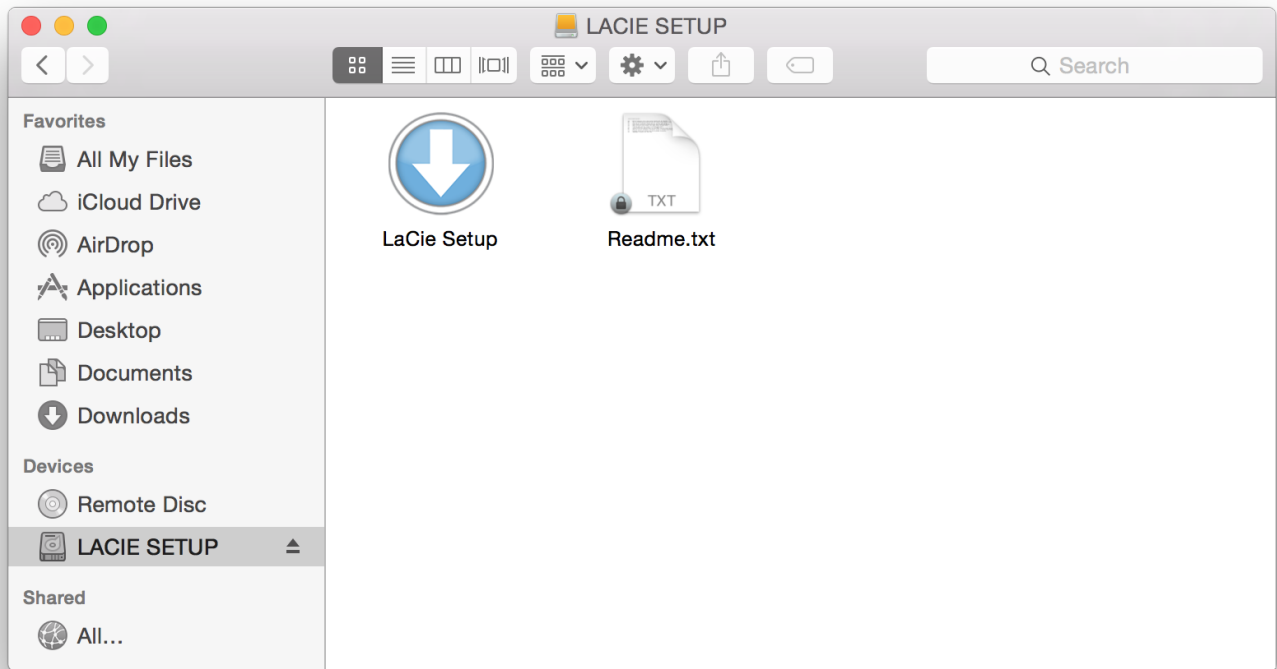 LACIE SETUP
Search
Favorites
All My Files
iCloud Drive
AirDrop
Applications
Desktop
Documents
Downloads
Devices
Remote Disc
LACIE SETUP
Shared
All...
TXT
LaCie Setup
Readme.txt